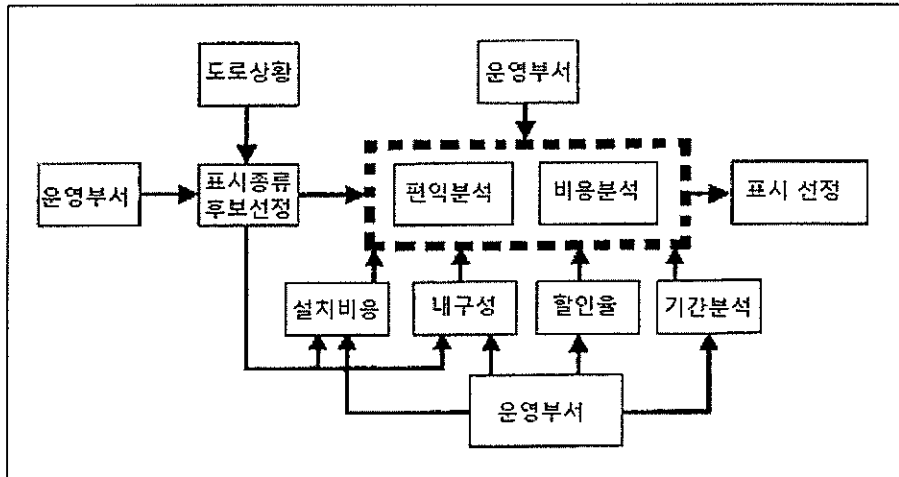 도로상황
운영부서
운영부서
표시종류
후보선정
편익분석
비용분석
표시 선정
설치비용
내구성
할인율
기간분석
운영부서